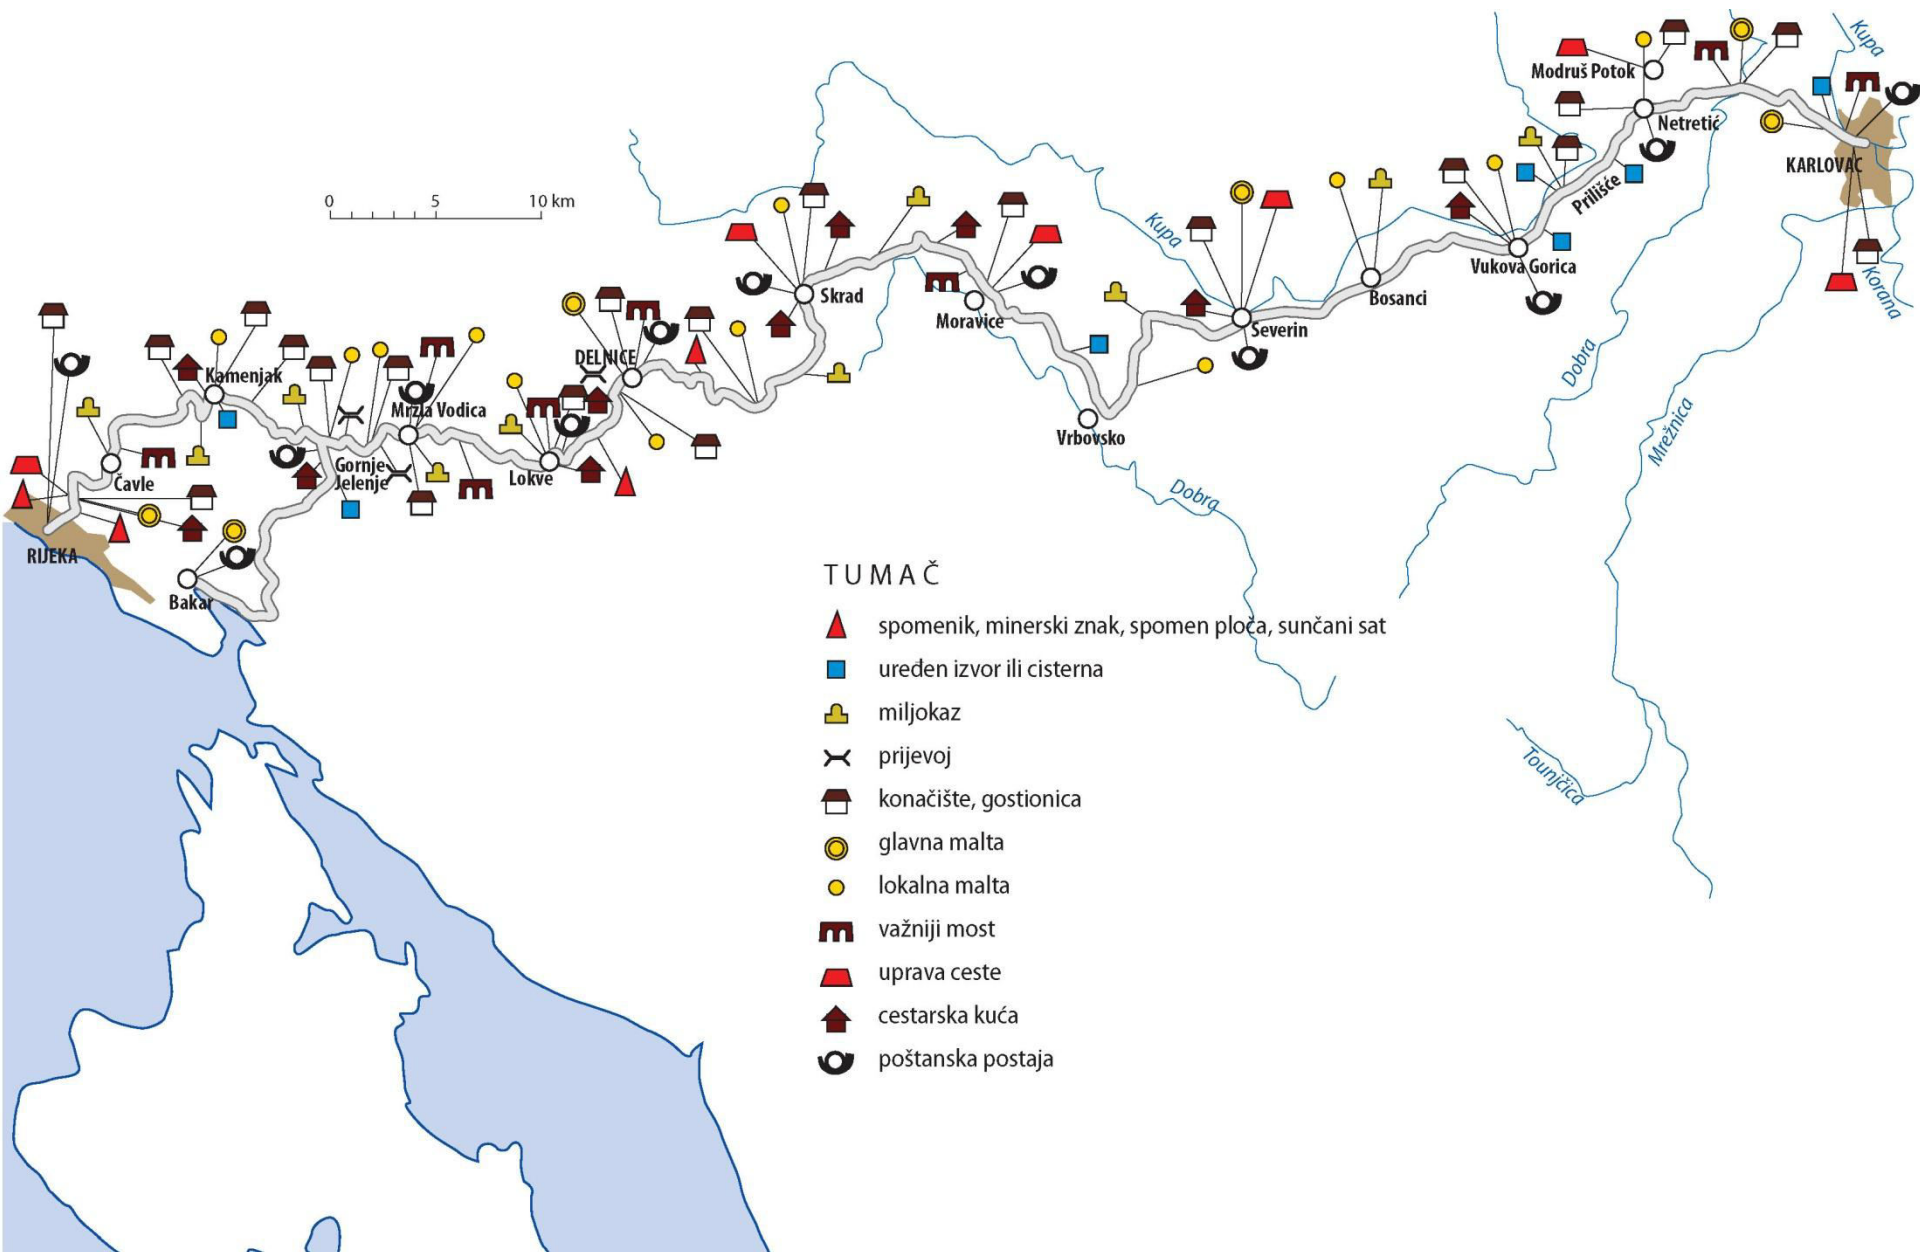 Kupa
Modruš Potok
Netretić
KARLOVAC
Prilišće
0 5 10 km
Kupa
Skrad
Vukova Gorica
Korana
Bosanci
Moravice
Severin
DELNICE
Dobra
Kamenjak
Mrzla Vodica
Vrbovsko
Mrežnica
Gornje
Jelenje
Lokve
Čavle
Dobra
RIJEKA
Bakar
TUMAČ
spomenik, minerski znak, spomen ploča, sunčani sat
uređen izvor ili cisterna
miljokaz
prijevoj
Tounjčica
konačište, gostionica
glavna malta
lokalna malta
važniji most
uprava ceste
cestarska kuća
poštanska postaja